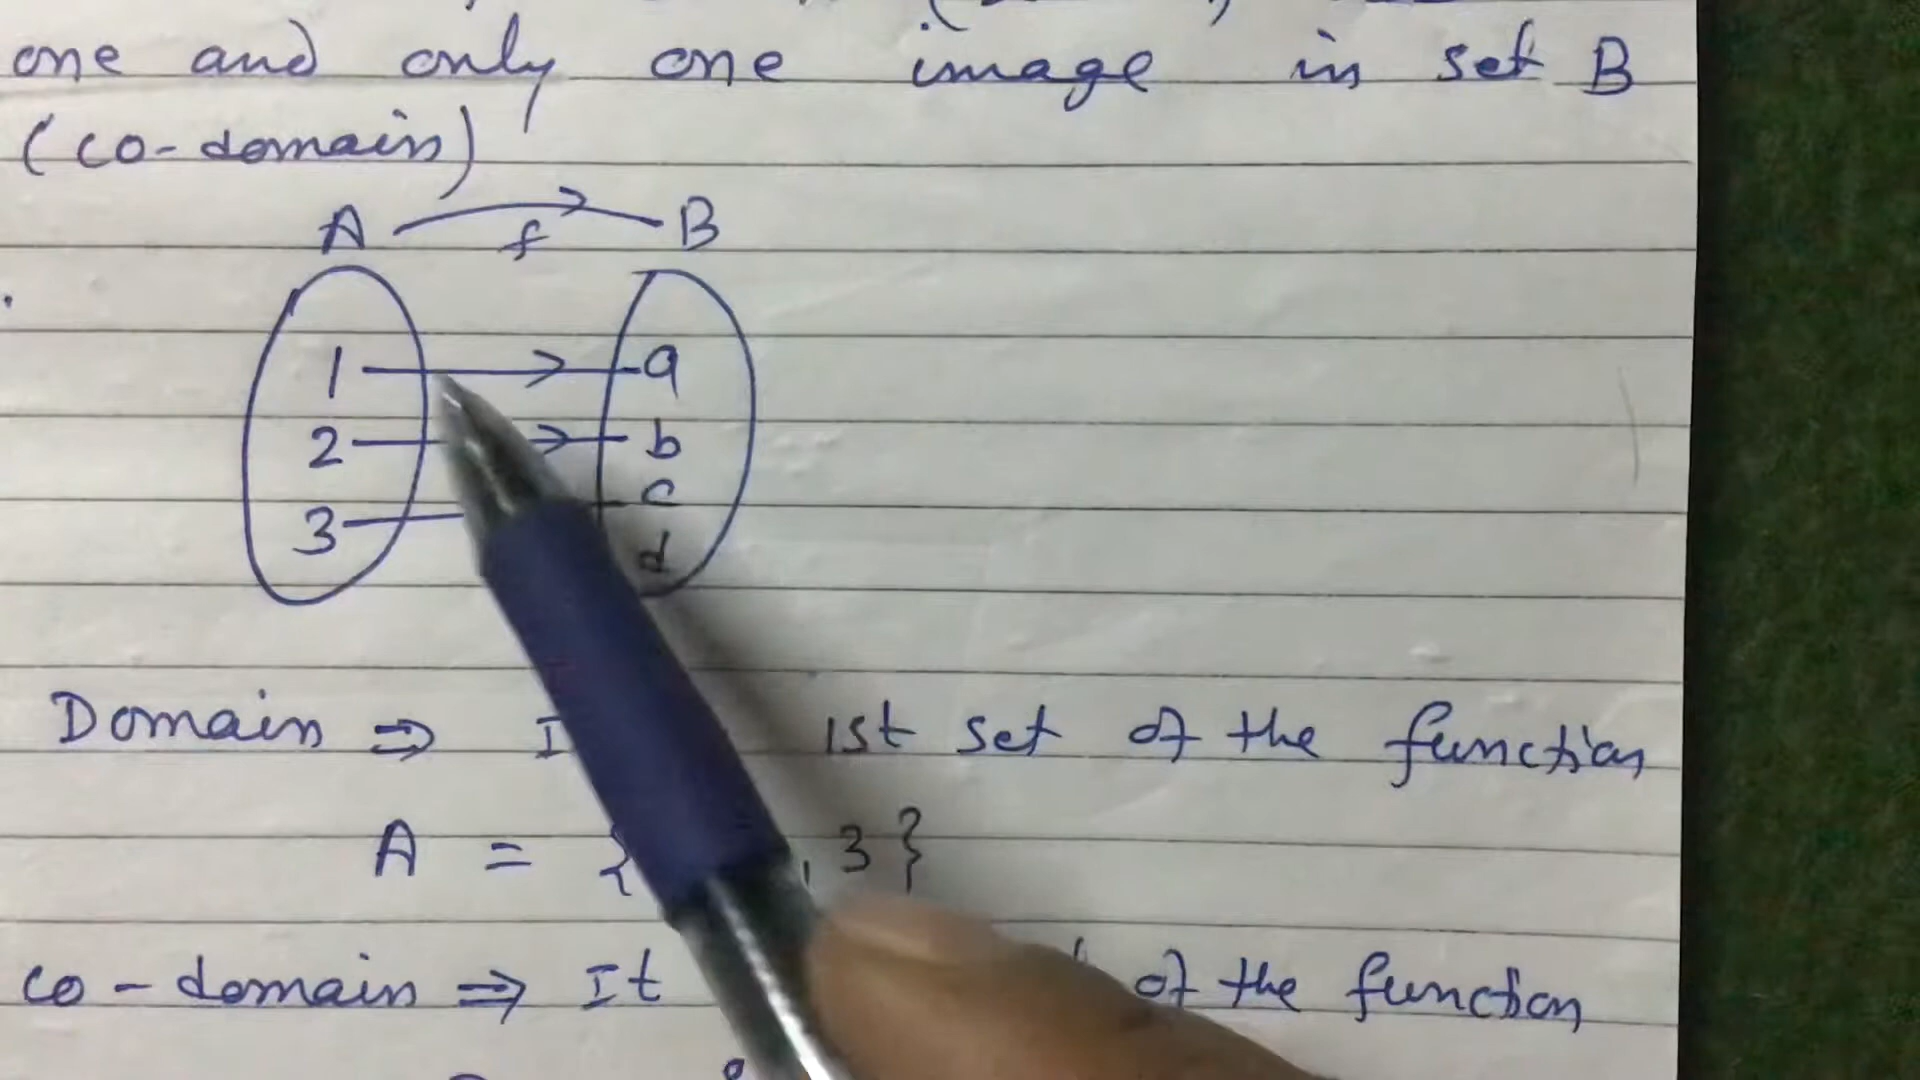 one and only one image in set B
(co-domain)
A f B
1 a
2 b
3 c
d
Domain ⇒ 1st set of the function
A = { , 3 }
co-domain ⇒ It of the function